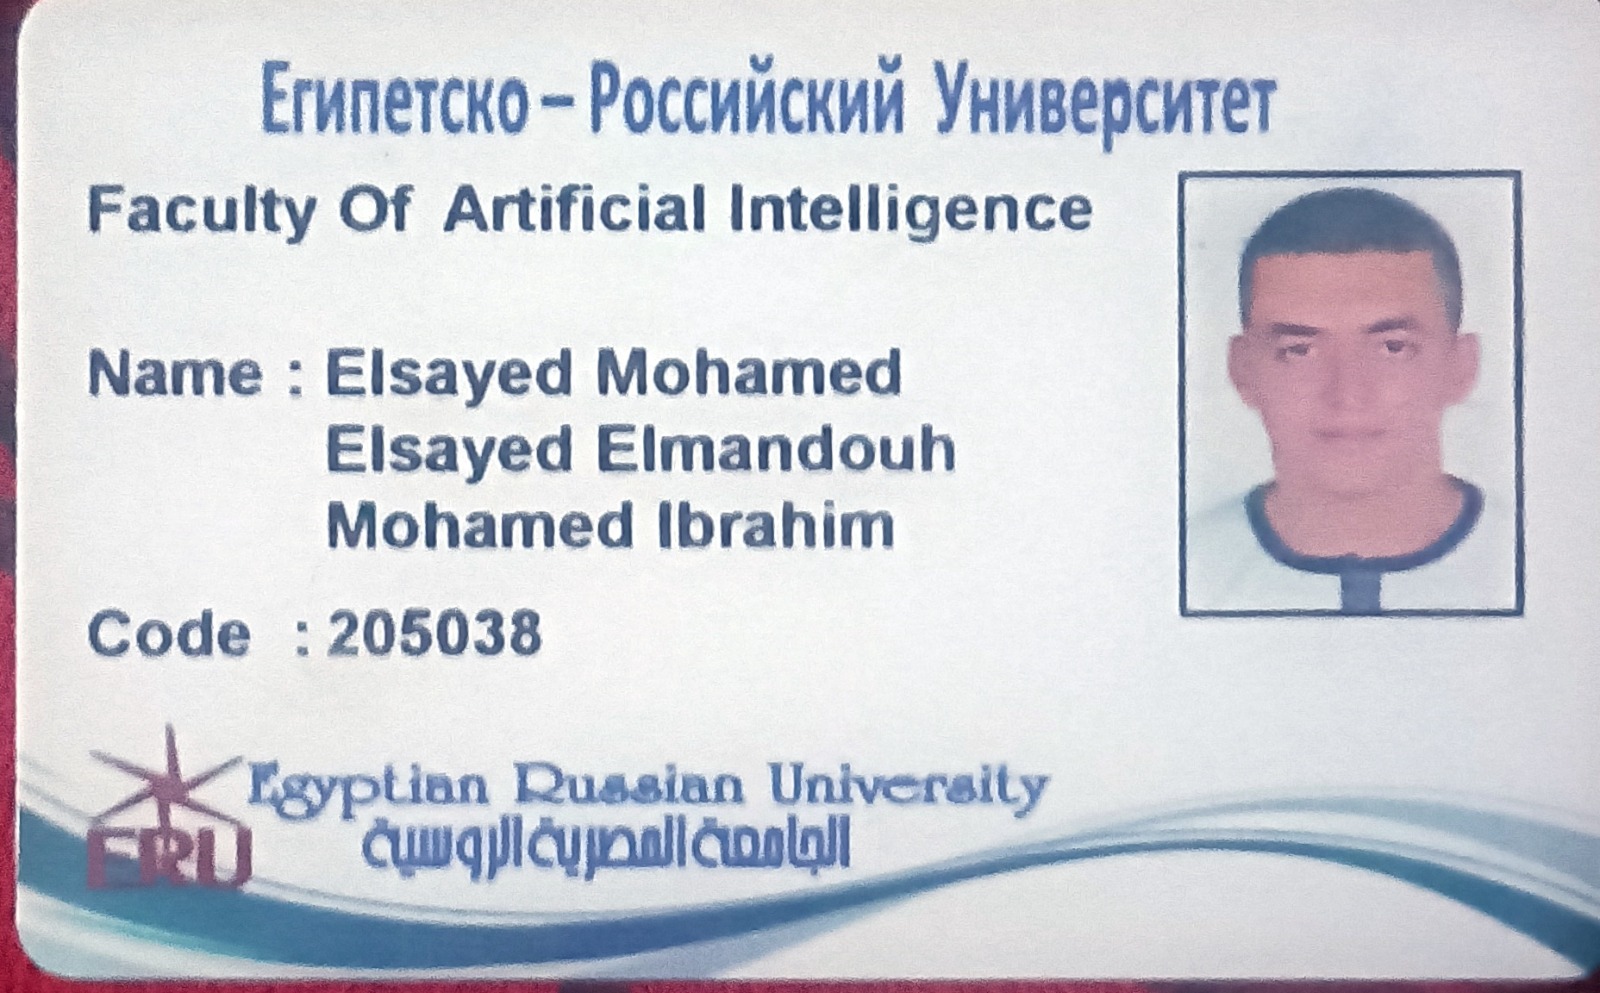 Египетско – Российский Университет
Faculty Of Artificial Intelligence
Name : Elsayed Mohamed
Elsayed Elmandouh
Mohamed Ibrahim
Code : 205038
ERU
Egyptian Russian University
الجامعة المصرية الروسية